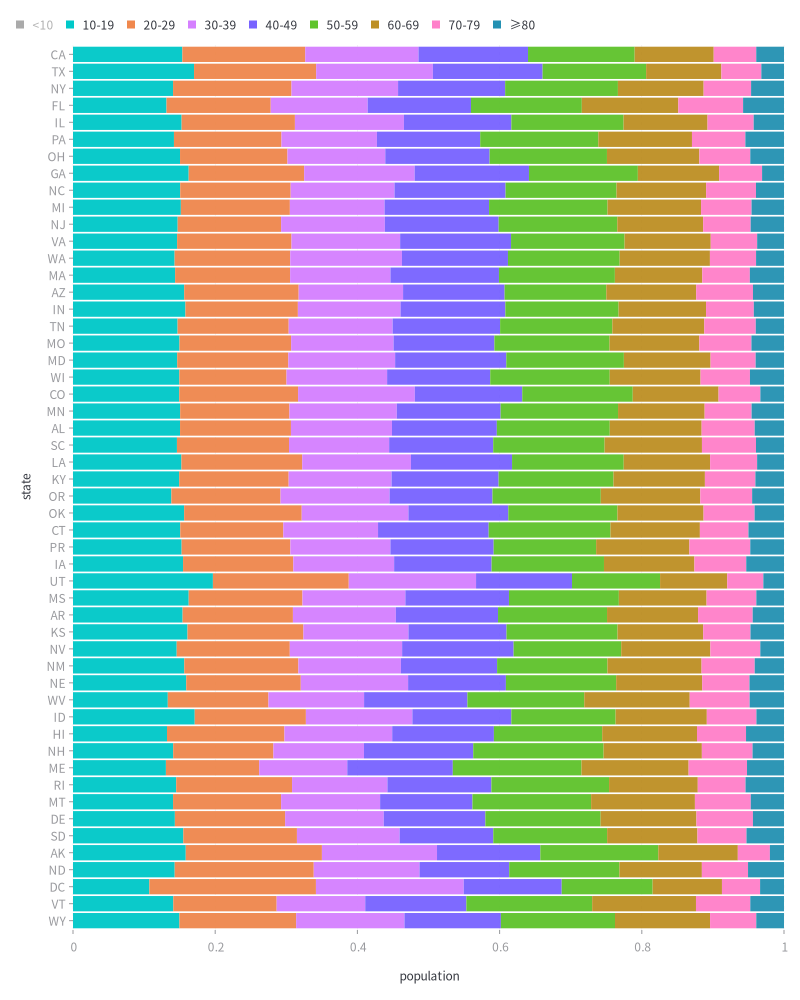 <10 10-19 20-29 30-39 40-49 50-59 60-69 70-79 ⩾80
CA
TX
NY
FL
IL
PA
OH
GA
NC
MI
NJ
VA
WA
MA
AZ
IN
TN
MO
MD
WI
CO
MN
AL
SC
LA
KY
OR
OK
CT
PR
IA
UT
MS
AR
KS
NV
NM
NE
WV
ID
HI
NH
ME
RI
MT
DE
SD
AK
ND
DC
VT
WY
state
0 0.2 0.4 0.6 0.8 1
population